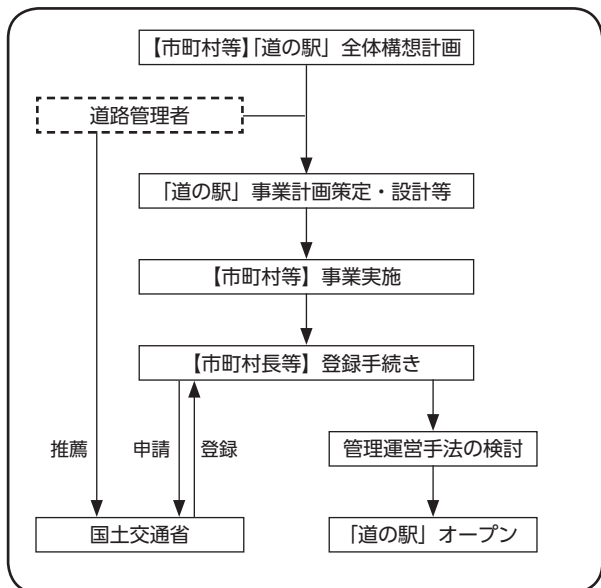 【市町村等】「道の駅」全体構想計画
道路管理者
「道の駅」事業計画策定・設計等
【市町村等】事業実施
【市町村長等】登録手続き
推薦
申請
登録
管理運営手法の検討
国土交通省
「道の駅」オープン